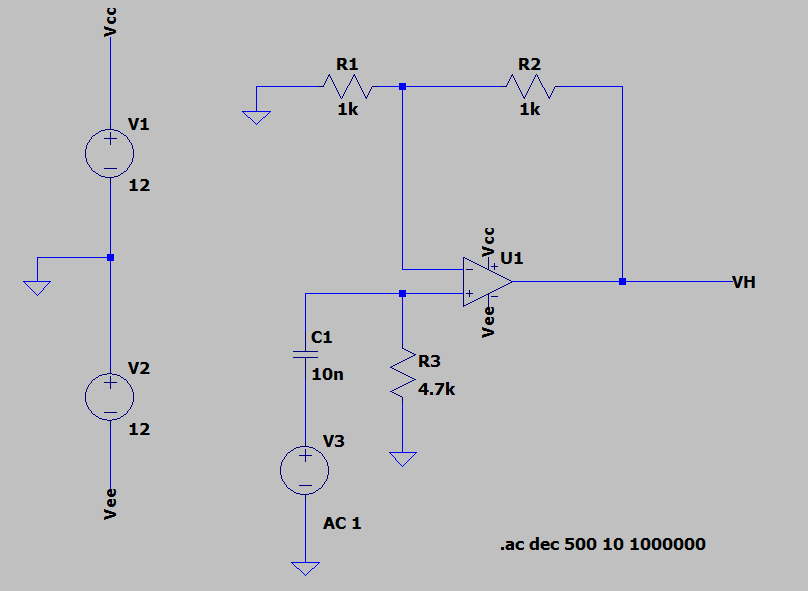 Vcc
V1
12
V2
12
Vee
R1
1k
R2
1k
Vcc
U1
Vee
VH
C1
10n
R3
4.7k
V3
AC 1
.ac dec 500 10 1000000